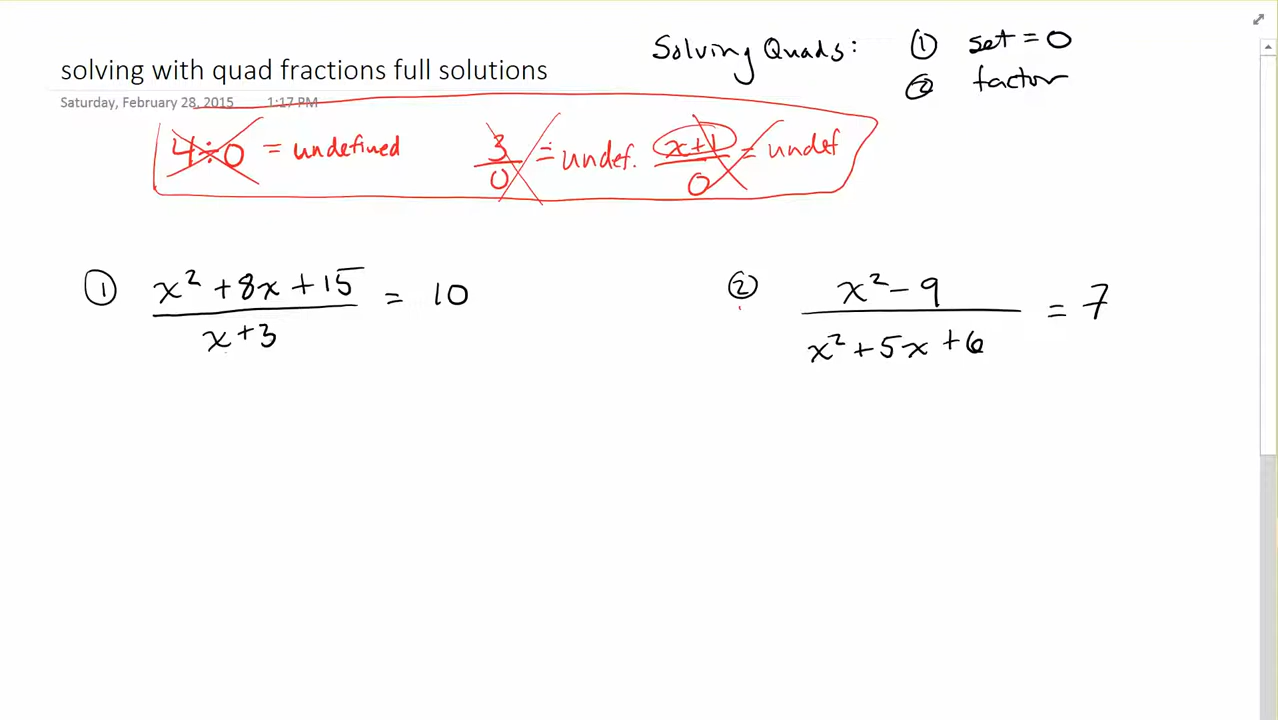 Solving Quads: ① set = 0
solving with quad fractions full solutions
② factor
Saturday, February 28, 2015 1:17 PM
4÷0 = undefined 3/0 = undef. x+1/0 = undef
① x²+8x+15/x+3 = 10
② x²-9/x²+5x+6 = 7